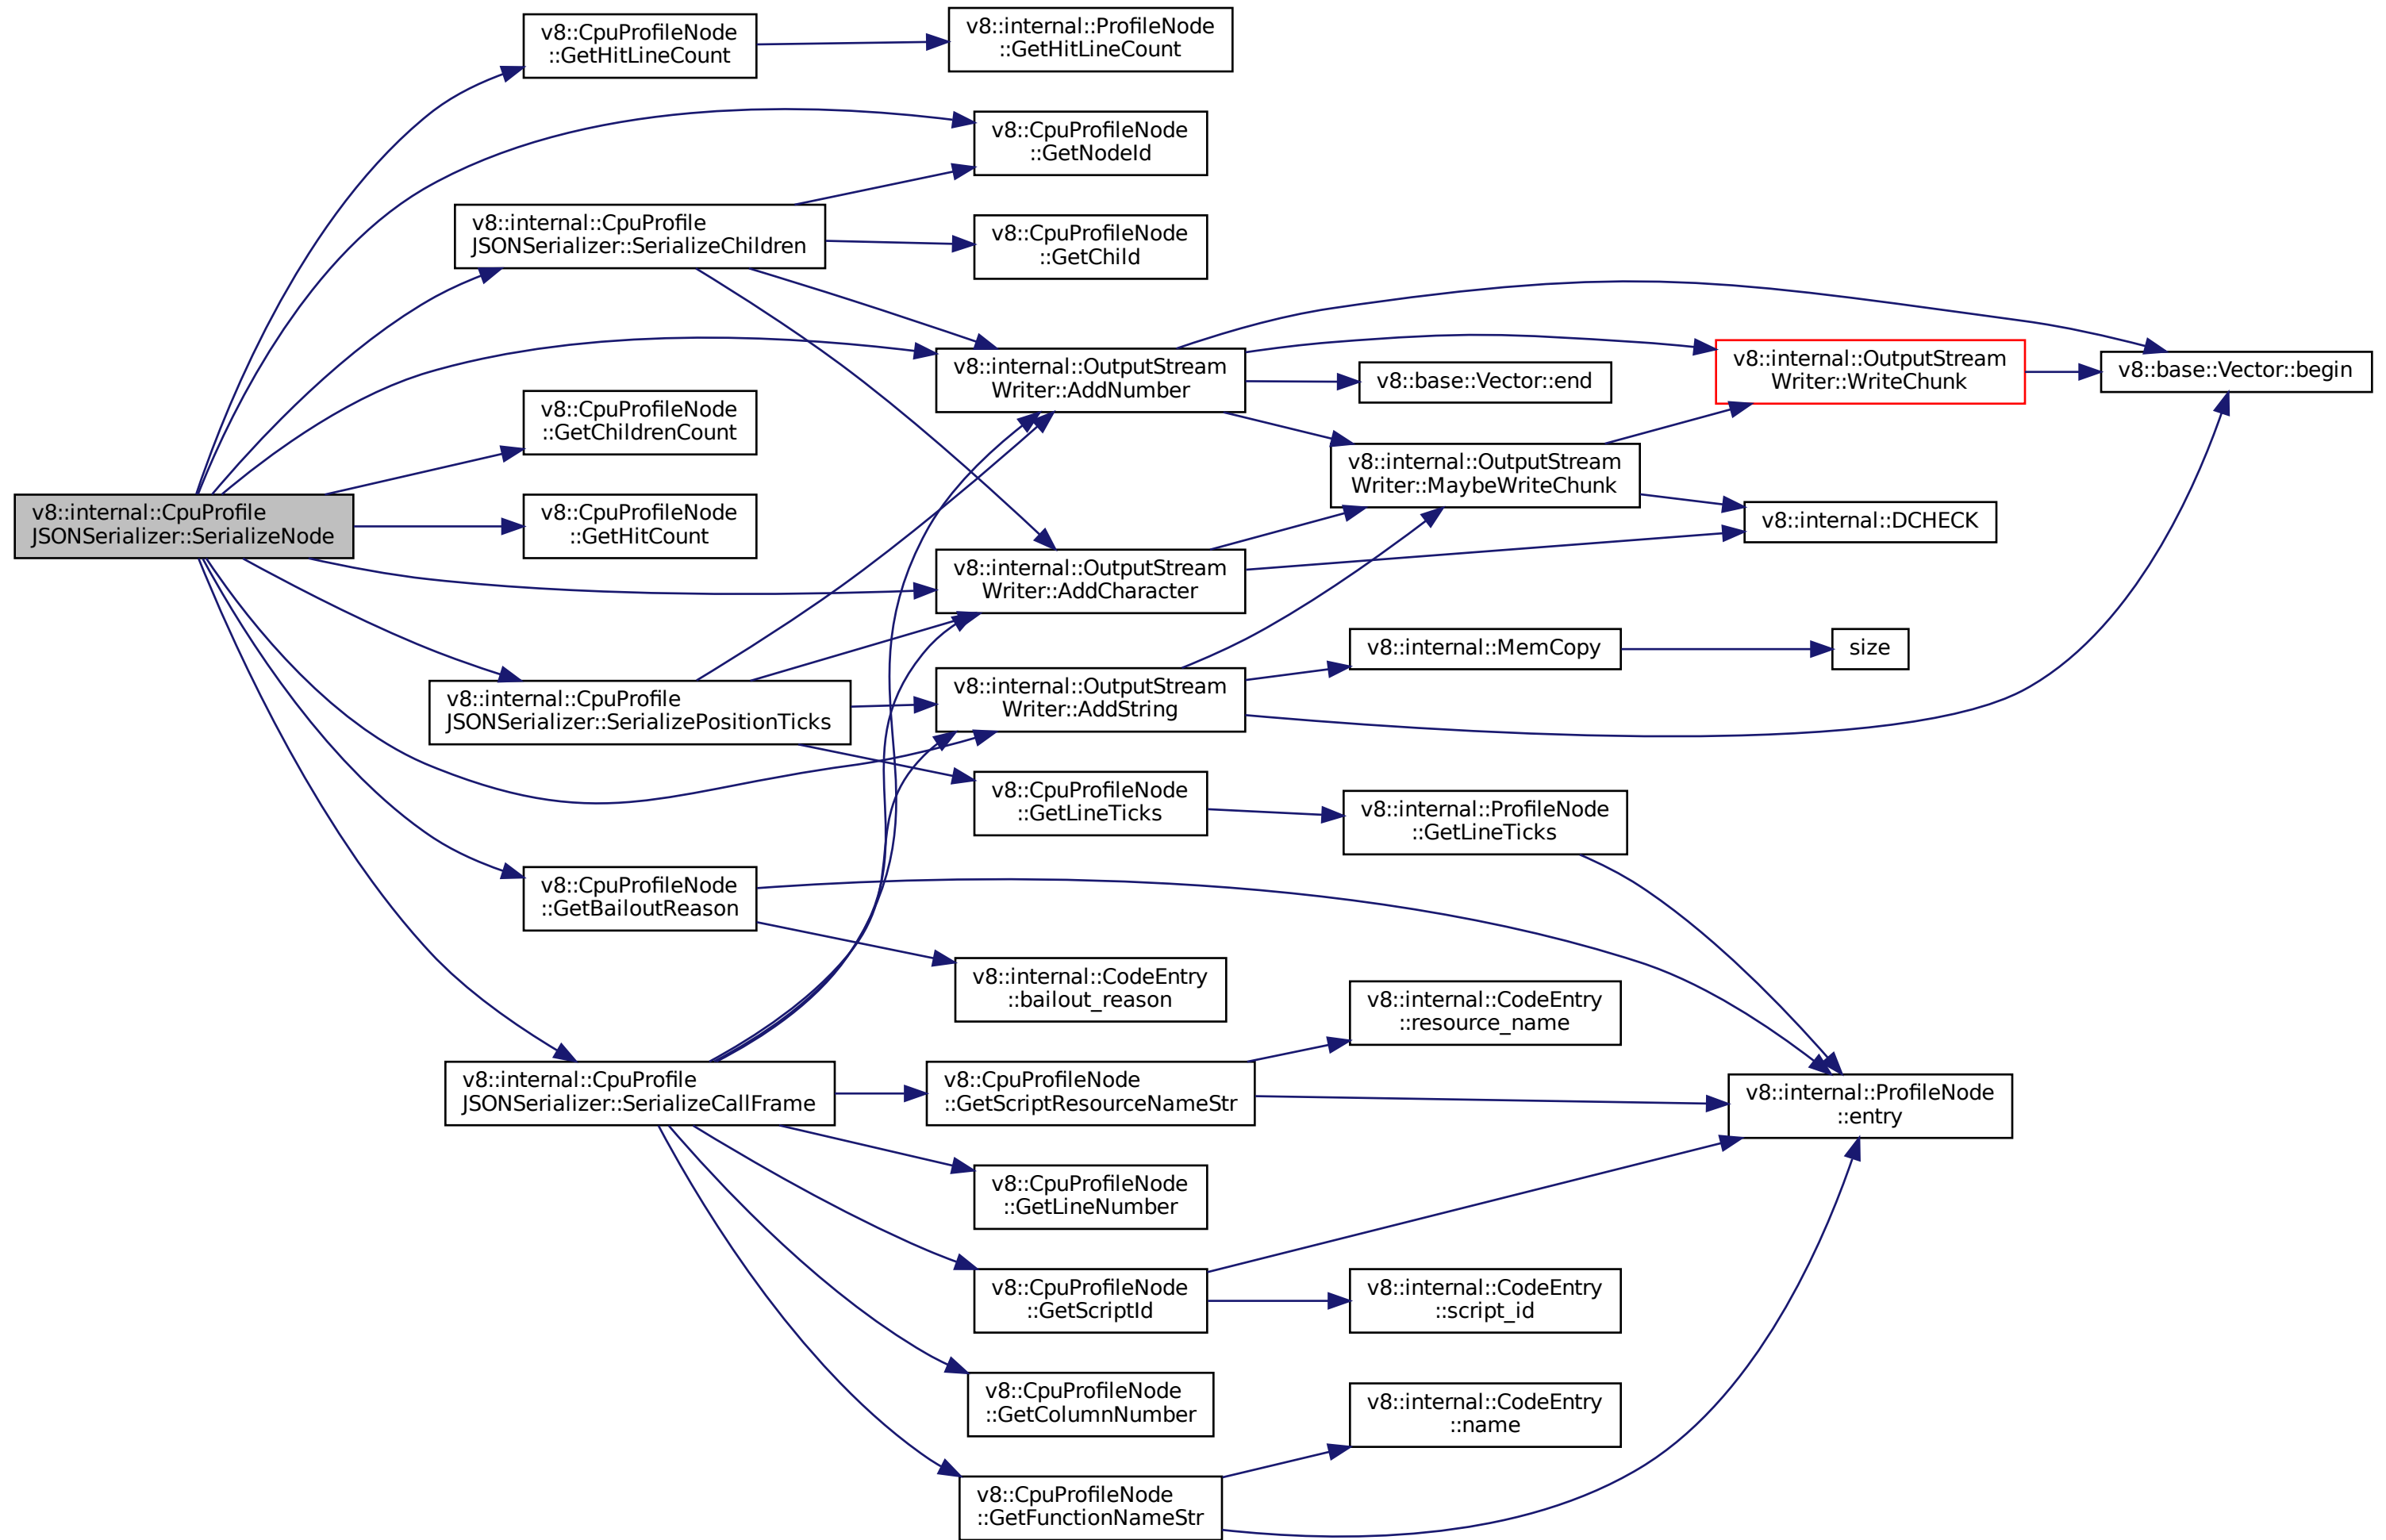 v8::CpuProfileNode
::GetHitLineCount
v8::internal::ProfileNode
::GetHitLineCount
v8::CpuProfileNode
::GetNodeId
v8::internal::CpuProfile
JSONSerializer::SerializeChildren
v8::CpuProfileNode
::GetChild
v8::internal::OutputStream
Writer::AddNumber
v8::base::Vector::end
v8::internal::OutputStream
Writer::WriteChunk
v8::base::Vector::begin
v8::CpuProfileNode
::GetChildrenCount
v8::internal::OutputStream
Writer::MaybeWriteChunk
v8::internal::CpuProfile
JSONSerializer::SerializeNode
v8::CpuProfileNode
::GetHitCount
v8::internal::DCHECK
v8::internal::OutputStream
Writer::AddCharacter
v8::internal::MemCopy
size
v8::internal::CpuProfile
JSONSerializer::SerializePositionTicks
v8::internal::OutputStream
Writer::AddString
v8::CpuProfileNode
::GetLineTicks
v8::internal::ProfileNode
::GetLineTicks
v8::CpuProfileNode
::GetBailoutReason
v8::internal::CodeEntry
::bailout_reason
v8::internal::CodeEntry
::resource_name
v8::internal::CpuProfile
JSONSerializer::SerializeCallFrame
v8::CpuProfileNode
::GetScriptResourceNameStr
v8::internal::ProfileNode
::entry
v8::CpuProfileNode
::GetLineNumber
v8::CpuProfileNode
::GetScriptId
v8::internal::CodeEntry
::script_id
v8::CpuProfileNode
::GetColumnNumber
v8::internal::CodeEntry
::name
v8::CpuProfileNode
::GetFunctionNameStr